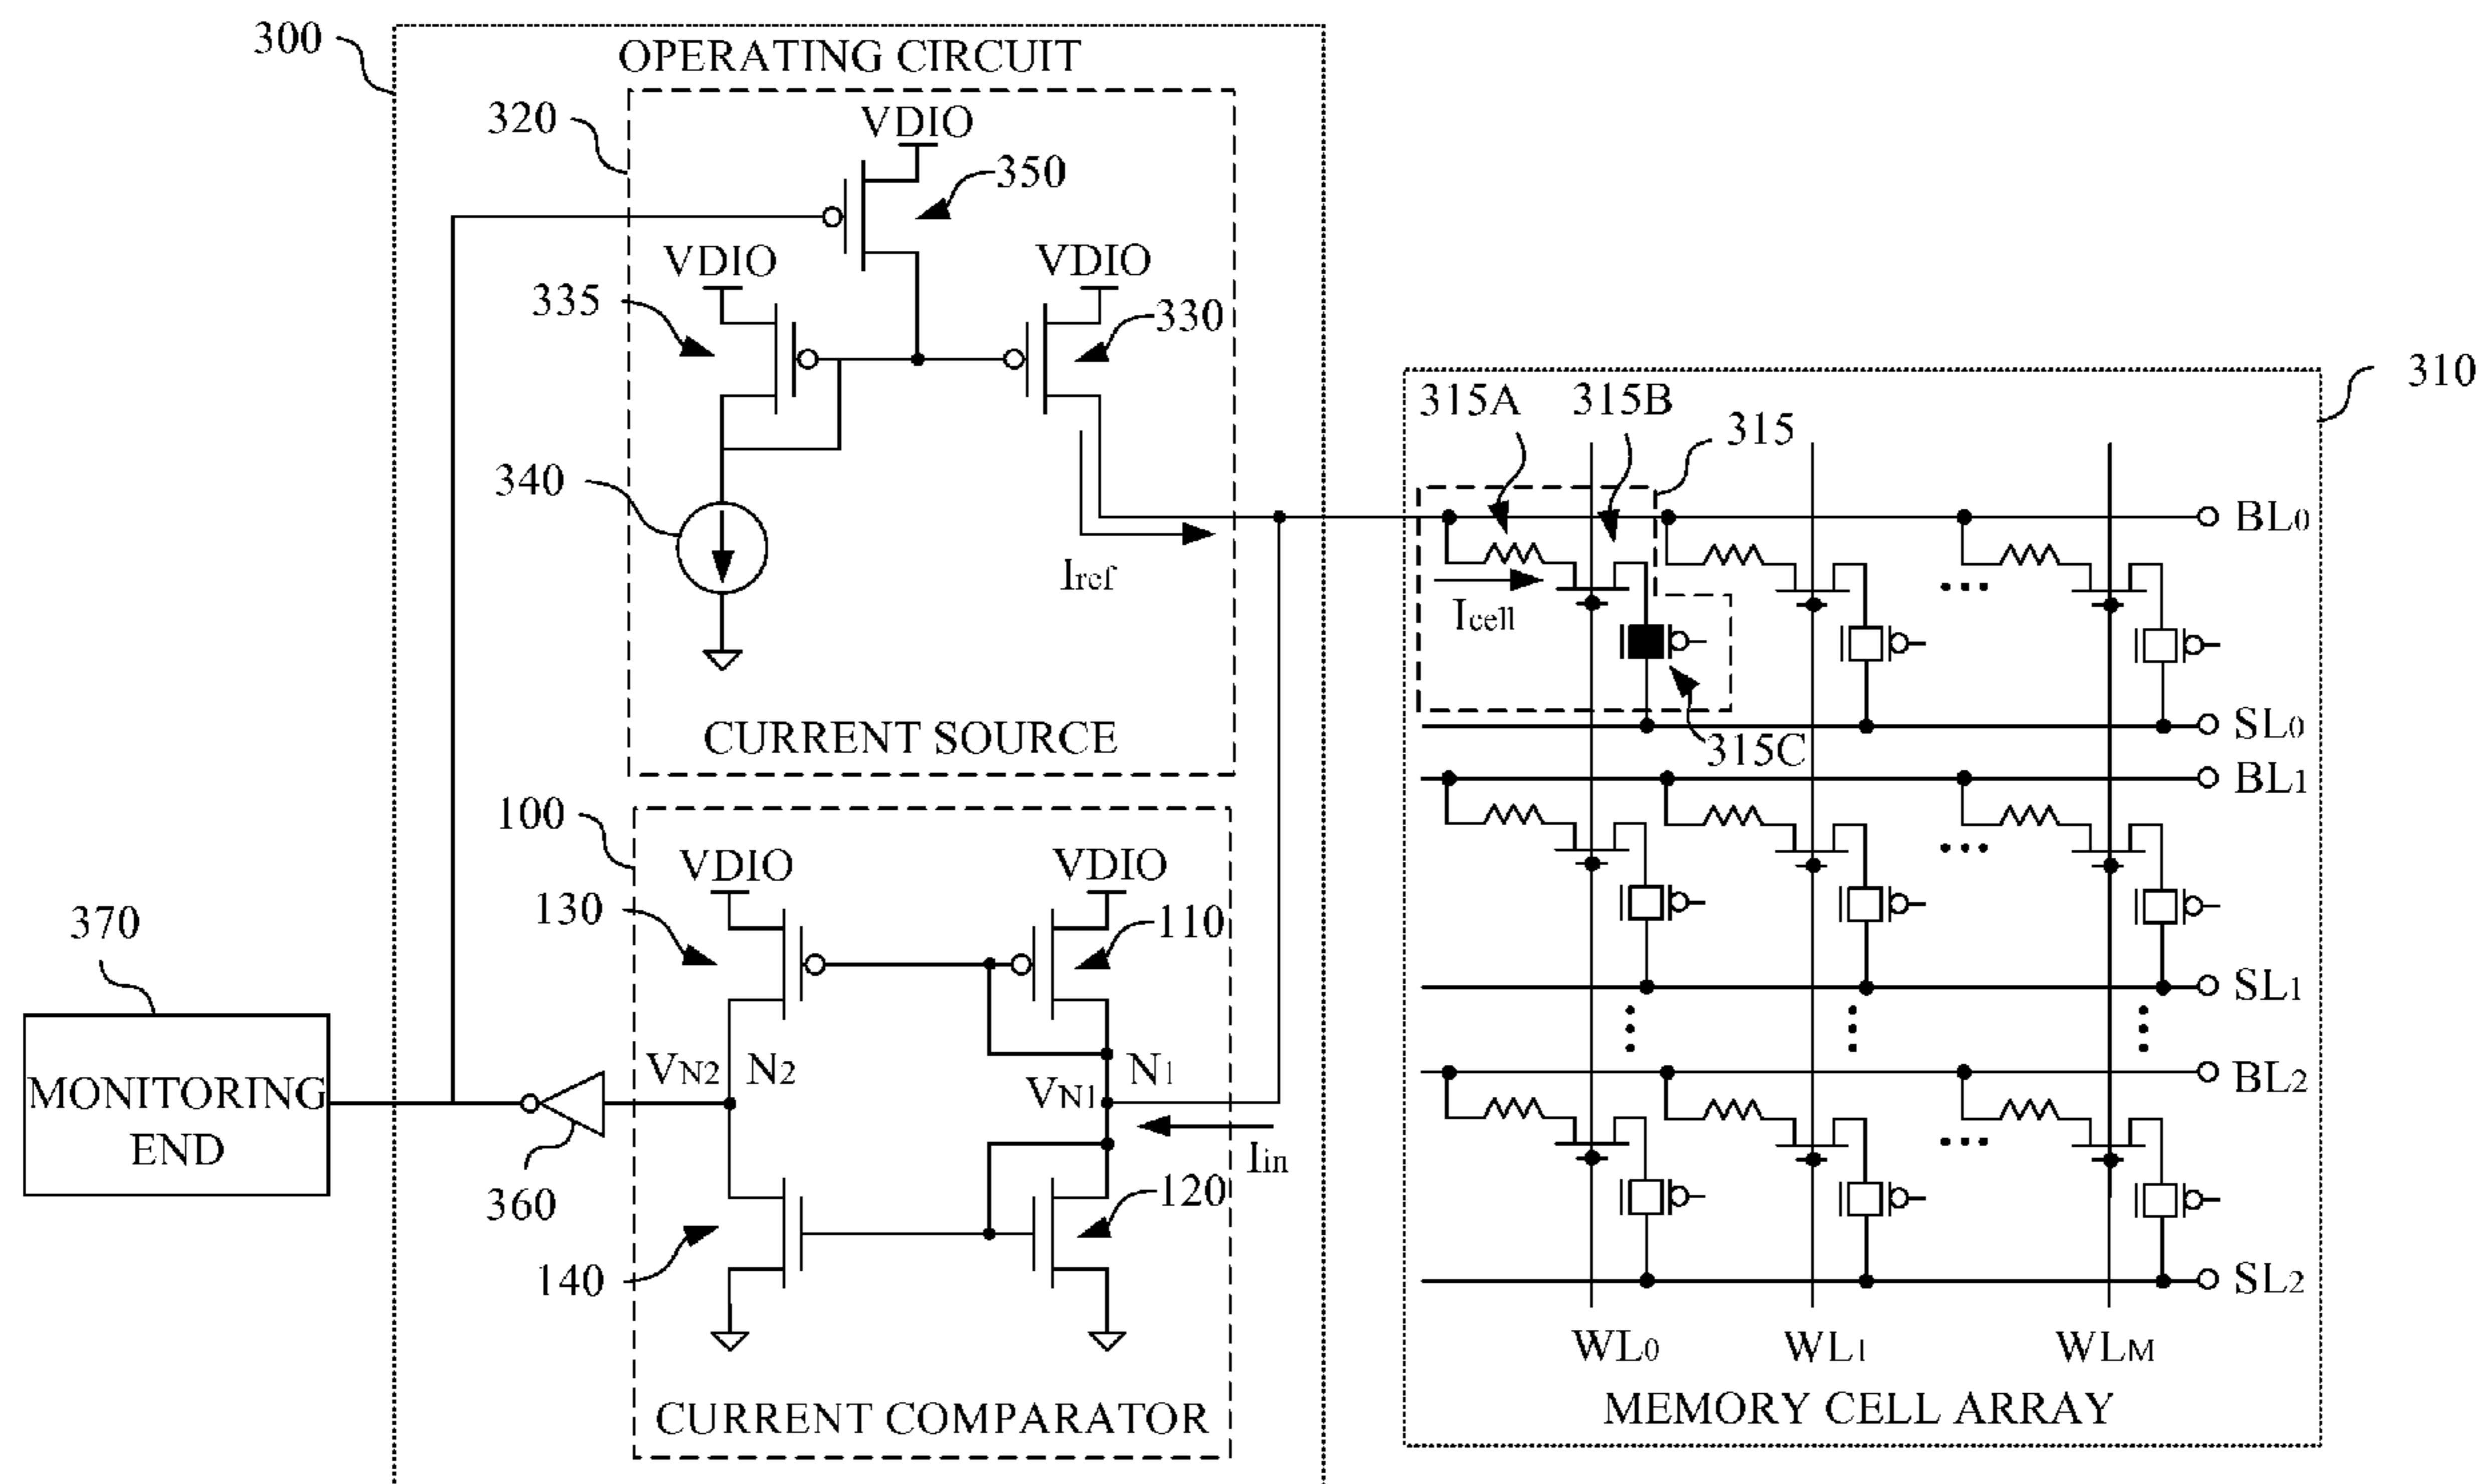 300
OPERATING CIRCUIT
320
VDIO
350
VDIO
VDIO
335
330
340
Iref
CURRENT SOURCE
310
315A
315B
315
BL0
Icell
SL0
315C
BL1
SL1
BL2
SL2
WL0
WL1
WLM
MEMORY CELL ARRAY
100
VDIO
VDIO
130
110
370
MONITORING
END
VN2
N2
N1
VN1
360
Iin
120
140
CURRENT COMPARATOR